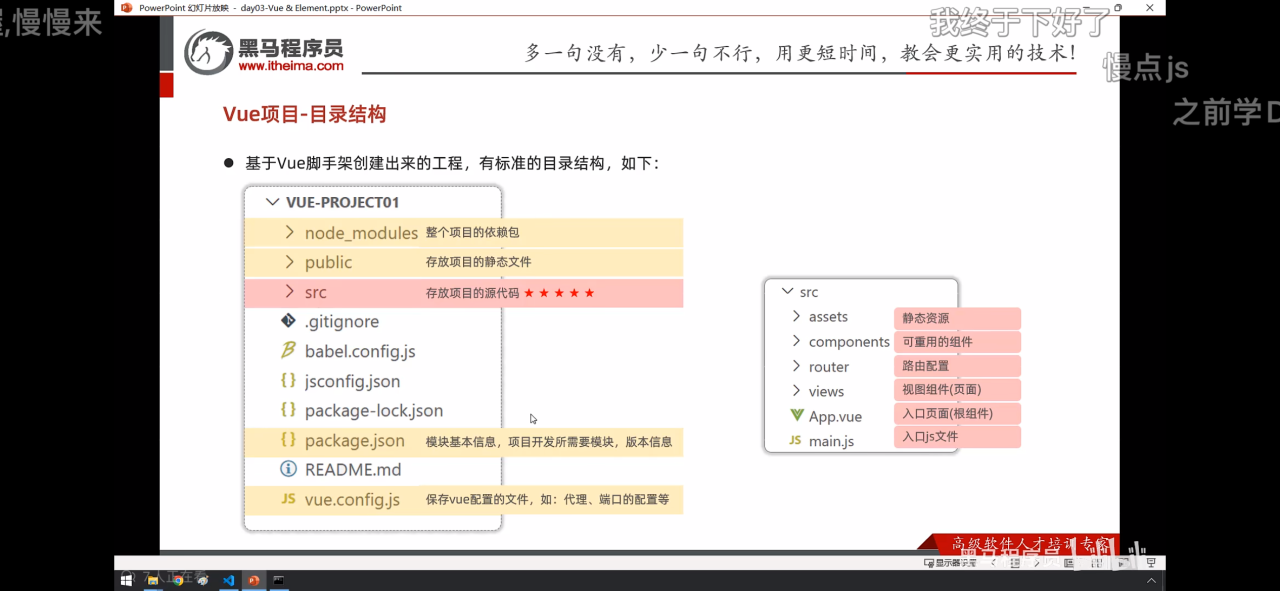 PowerPoint 幻灯片放映 - day03-Vue & Element.pptx - PowerPoint
,慢慢来
我终于下好了
慢点js
之前学D
黑马程序员
www.itheima.com
多一句没有，少一句不行，用更短时间，教会更实用的技术！
Vue项目-目录结构
● 基于Vue脚手架创建出来的工程，有标准的目录结构，如下：
VUE-PROJECT01
node_modules 整个项目的依赖包
public 存放项目的静态文件
src 存放项目的源代码 ★ ★ ★ ★ ★
.gitignore
babel.config.js
jsconfig.json
package-lock.json
package.json 模块基本信息，项目开发所需要模块，版本信息
README.md
JS vue.config.js 保存vue配置的文件，如：代理、端口的配置等
src
assets 静态资源
components 可重用的组件
router 路由配置
views 视图组件(页面)
App.vue 入口页面(根组件)
JS main.js 入口js文件
高级软件人才培训专家
黑马程序员
显示器
7人正在看